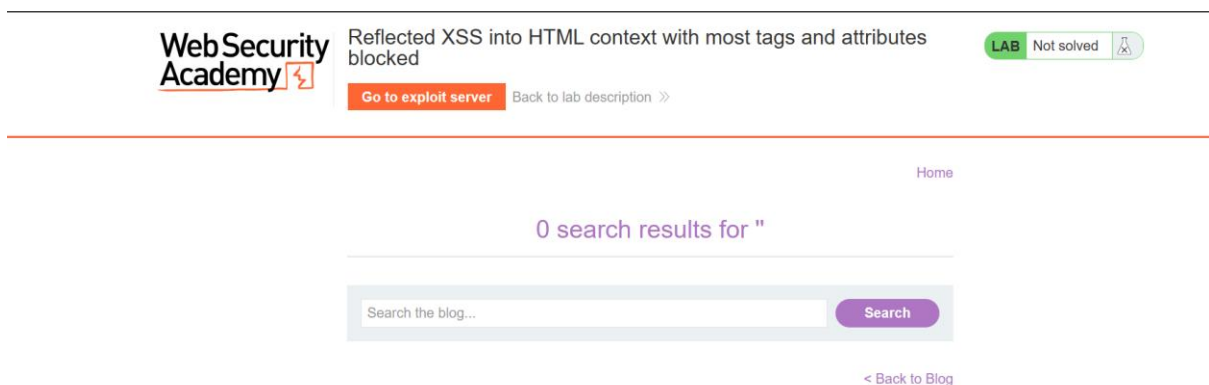 Web Security
Academy
Reflected XSS into HTML context with most tags and attributes
blocked
LAB Not solved
Go to exploit server Back to lab description >>
Home
0 search results for ''
Search the blog...
Search
< Back to Blog